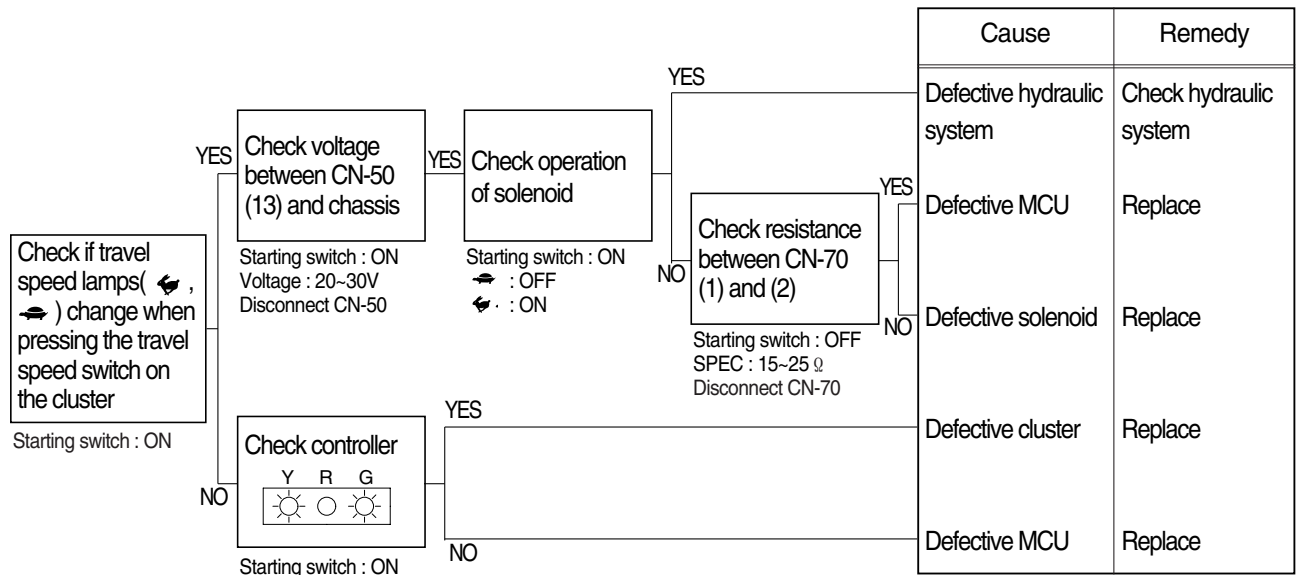 Cause Remedy
YES
Defective hydraulic Check hydraulic
system system
YES
Check voltage
between CN-50
(13) and chassis
YES
Check operation
of solenoid
YES
Defective MCU Replace
Check resistance
between CN-70
(1) and (2)
Check if travel
speed lamps( ,
) change when
pressing the travel
speed switch on
the cluster
Starting switch : ON
Voltage : 20~30V
Disconnect CN-50
Starting switch : ON
: OFF
· : ON
NO
NO
Defective solenoid Replace
Starting switch : OFF
SPEC : 15~25 Ω
Disconnect CN-70
Starting switch : ON
YES
Check controller
Y R G
Defective cluster Replace
NO
NO
Defective MCU Replace
Starting switch : ON